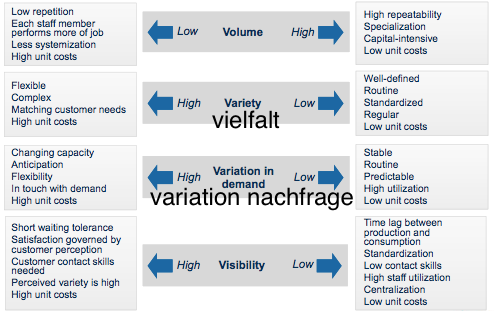 Low repetition
Each staff member
performs more of job
Less systemization
High unit costs
Low Volume High
High repeatability
Specialization
Capital-intensive
Low unit costs
Flexible
Complex
Matching customer needs
High unit costs
High Variety Low
vielfalt
Well-defined
Routine
Standardized
Regular
Low unit costs
Changing capacity
Anticipation
Flexibility
In touch with demand
High unit costs
High Variation in Low
demand
variation nachfrage
Stable
Routine
Predictable
High utilization
Low unit costs
Short waiting tolerance
Satisfaction governed by
customer perception
Customer contact skills
needed
Perceived variety is high
High unit costs
High Visibility Low
Time lag between
production and
consumption
Standardization
Low contact skills
High staff utilization
Centralization
Low unit costs